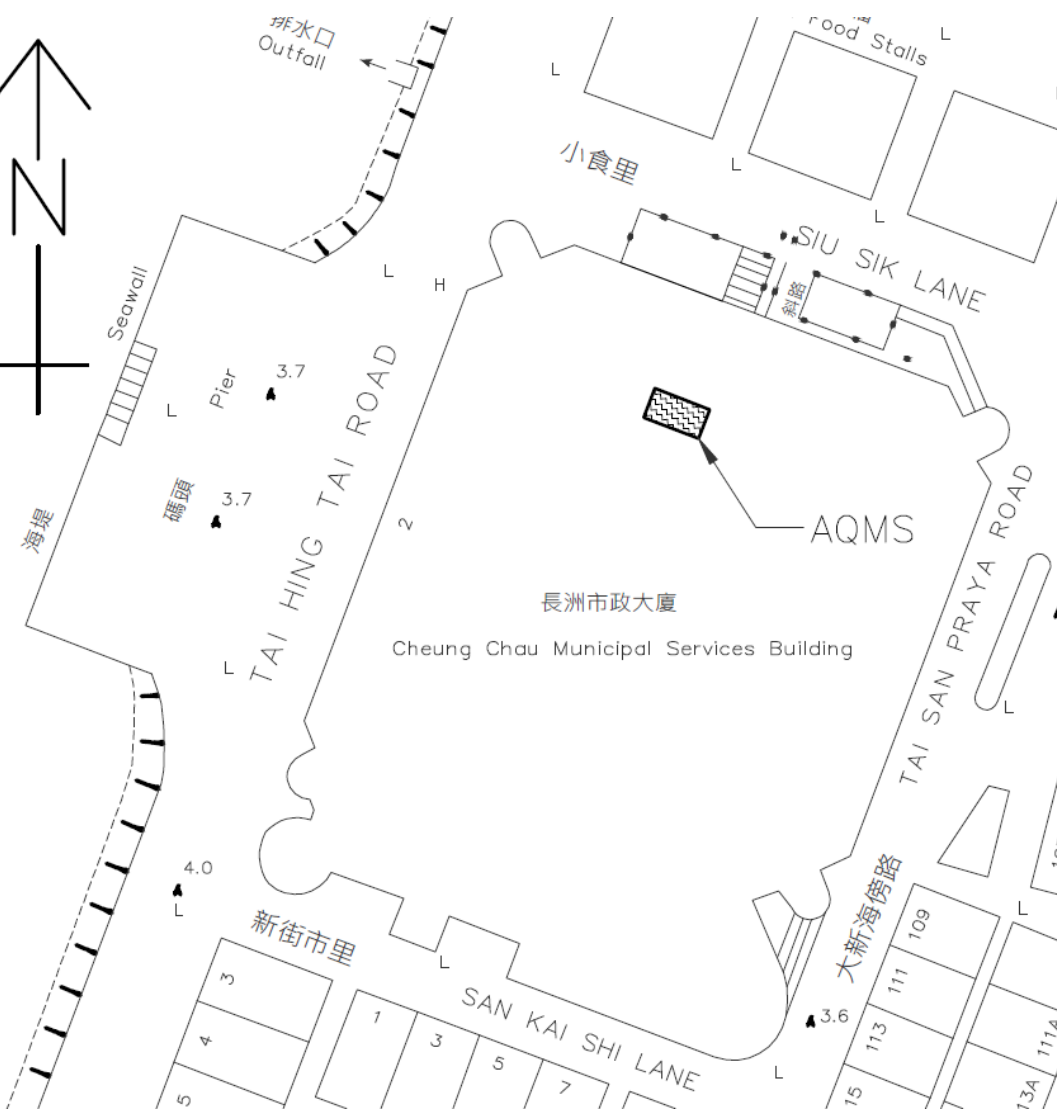 排水口
Outfall
Food Stalls
L
L
L
L
N
小食里
SIU SIK LANE
斜路
L
H
Seawall
Pier
3.7
L
TAI HING TAI ROAD
碼頭
3.7
海堤
2
AQMS
長洲市政大廈
Cheung Chau Municipal Services Building
L
TAI SAN PRAYA ROAD
L
4.0
L
新街市里
L
SAN KAI SHI LANE
大新海傍路
L
3.6
L
109
111
113
15
111A
13A
3
4
5
1
3
5
7